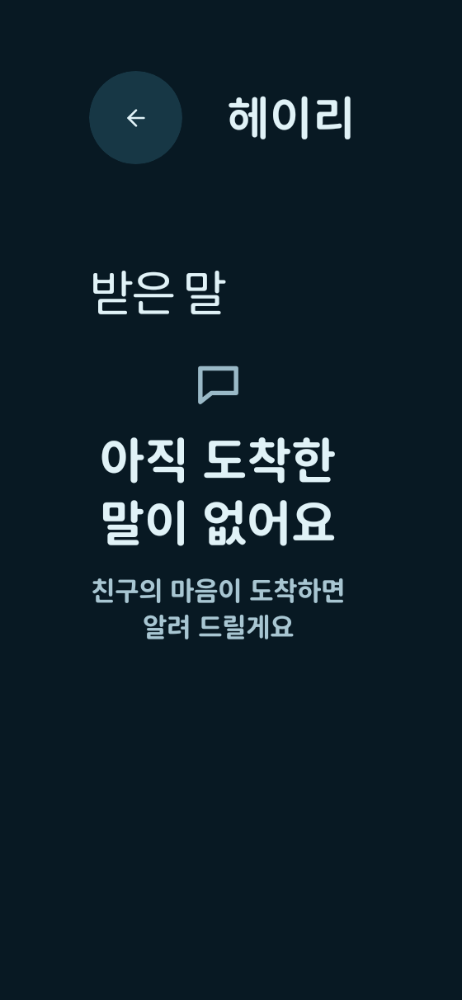 헤이리
받은 말
아직 도착한
말이 없어요
친구의 마음이 도착하면
알려 드릴게요